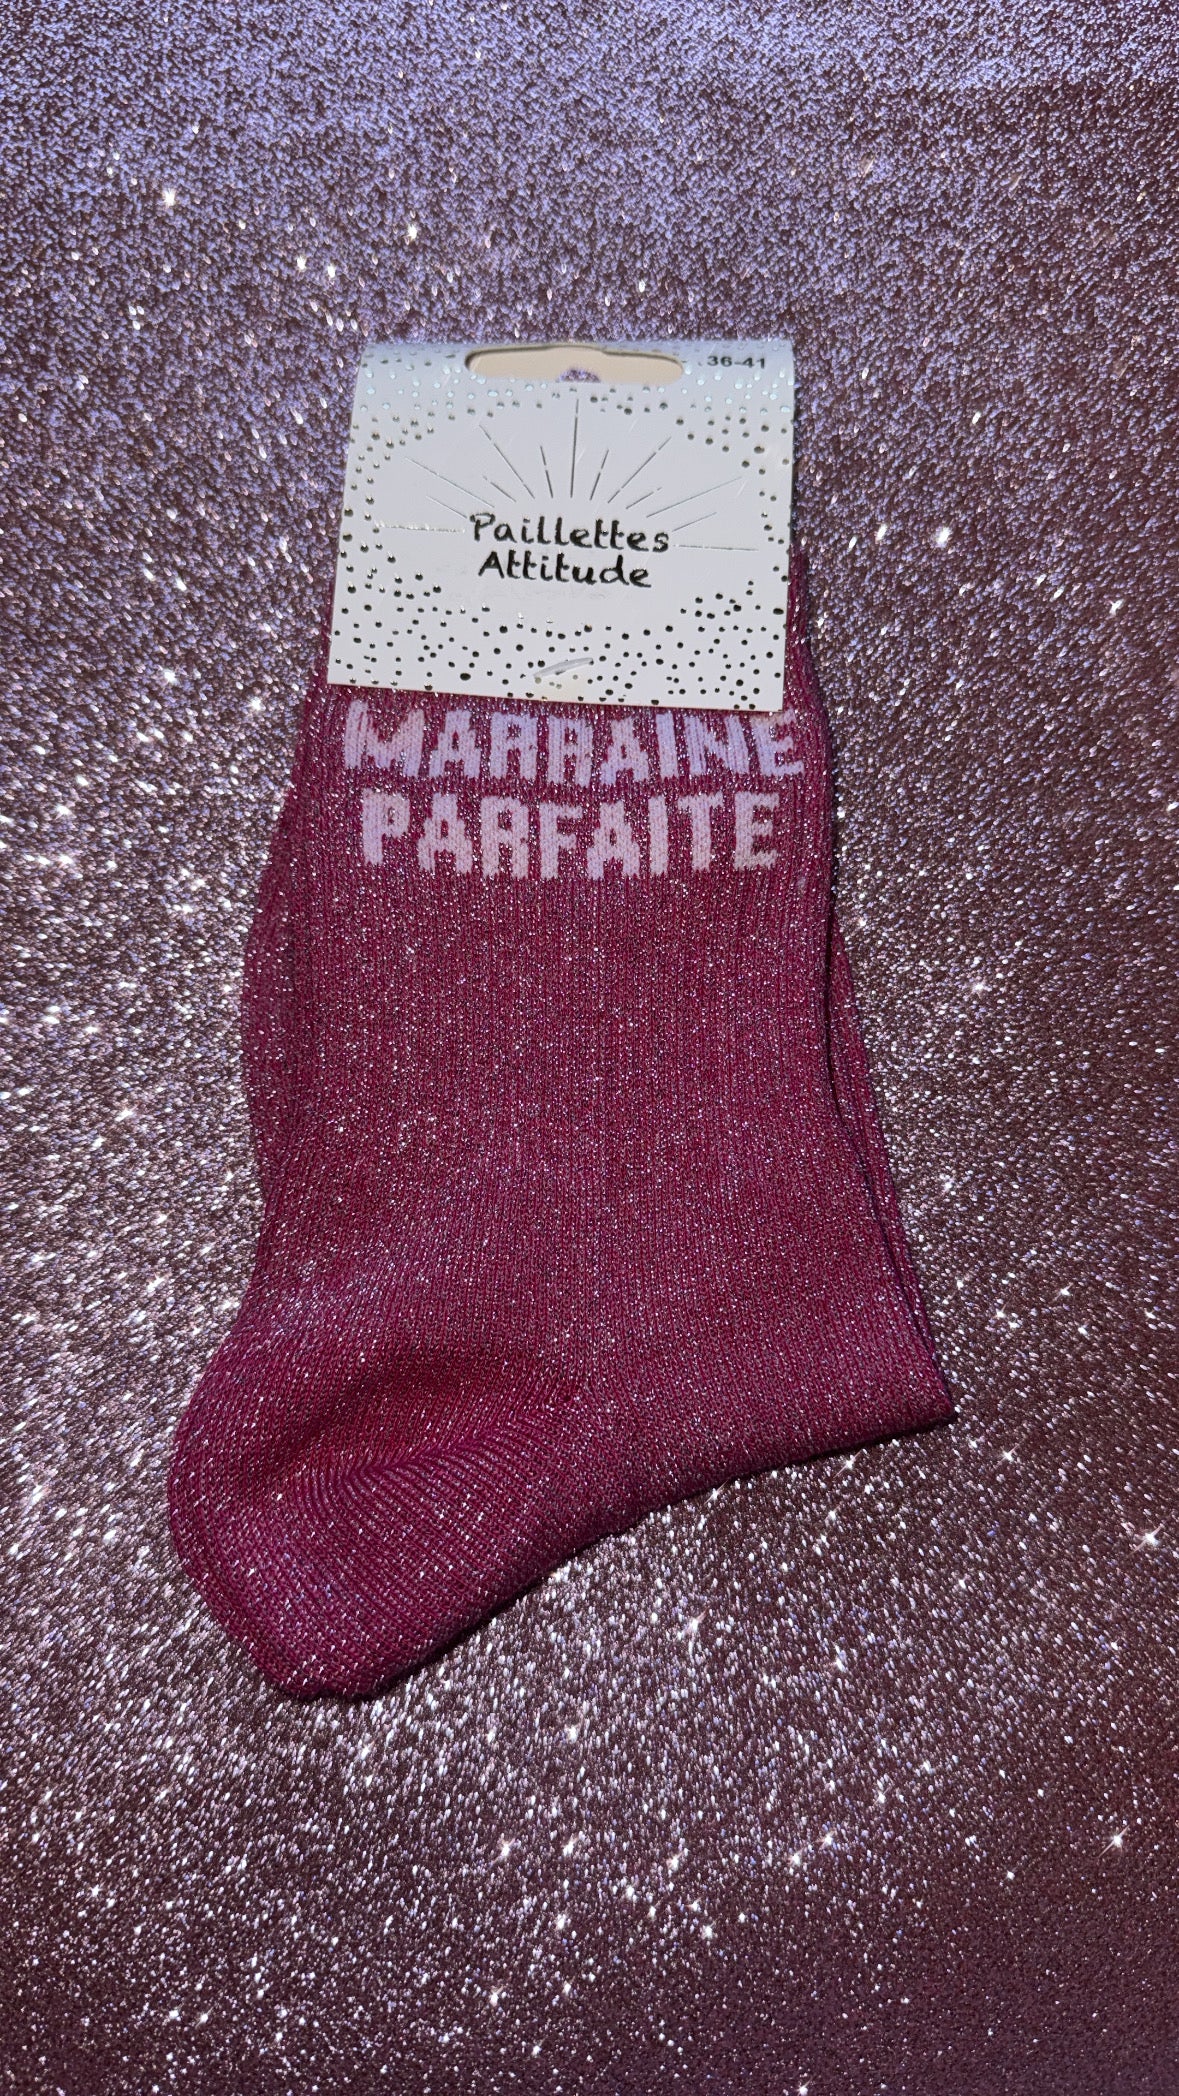 36-41
Paillettes
Attitude
MARRAINE
PARFAITE